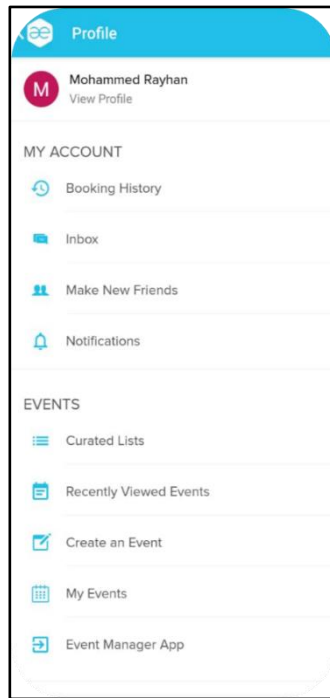 æ Profile
M Mohammed Rayhan
View Profile
MY ACCOUNT
Booking History
Inbox
Make New Friends
Notifications
EVENTS
Curated Lists
Recently Viewed Events
Create an Event
My Events
Event Manager App